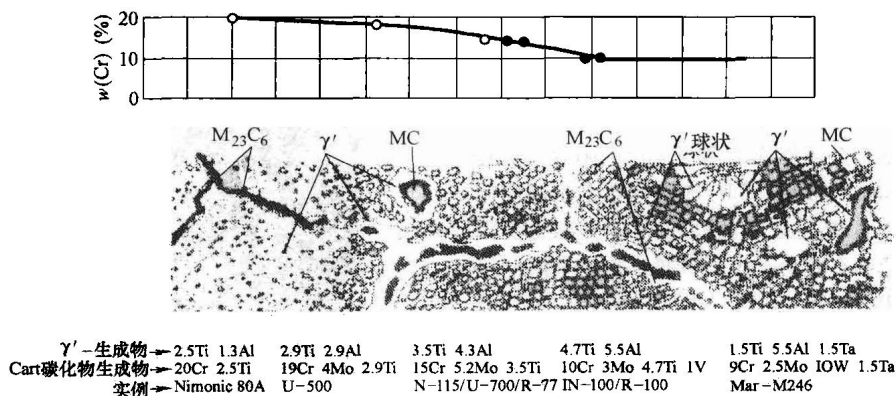 w(Cr) (%)
20
10
0
M23C6 γ′ MC M23C6 γ′球状 γ′ MC
球状
γ′-生成物→ 2.5Ti 1.3Al 2.9Ti 2.9Al 3.5Ti 4.3Al 4.7Ti 5.5Al 1.5Ti 5.5Al 1.5Ta
Cart碳化物生成物→ 20Cr 2.5Ti 19Cr 4Mo 2.9Ti 15Cr 5.2Mo 3.5Ti 10Cr 3Mo 4.7Ti 1V 9Cr 2.5Mo IOW 1.5Ta
实例→ Nimonic 80A U-500 N-115/U-700/R-77 IN-100/R-100 Mar-M246